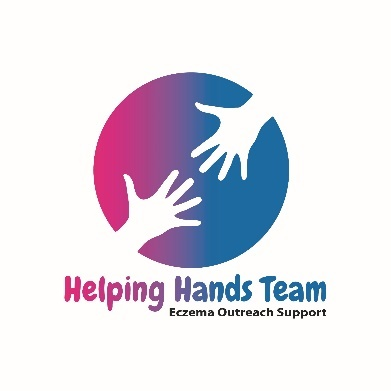 Helping Hands Team
Eczema Outreach Support